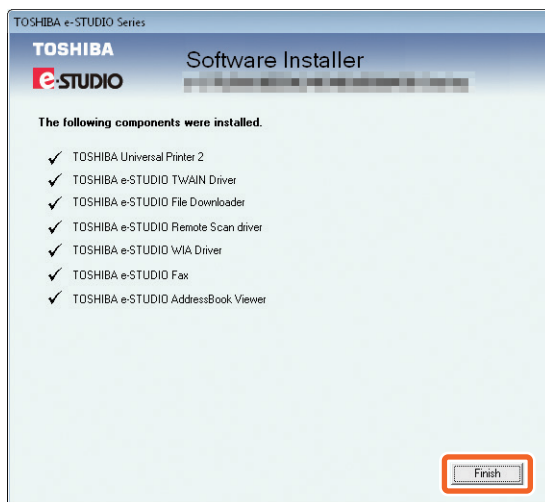 TOSHIBA e-STUDIO Series
TOSHIBA
e-STUDIO
Software Installer
The following components were installed.
TOSHIBA Universal Printer 2
TOSHIBA e-STUDIO TWAIN Driver
TOSHIBA e-STUDIO File Downloader
TOSHIBA e-STUDIO Remote Scan driver
TOSHIBA e-STUDIO WIA Driver
TOSHIBA e-STUDIO Fax
TOSHIBA e-STUDIO AddressBook Viewer
Finish